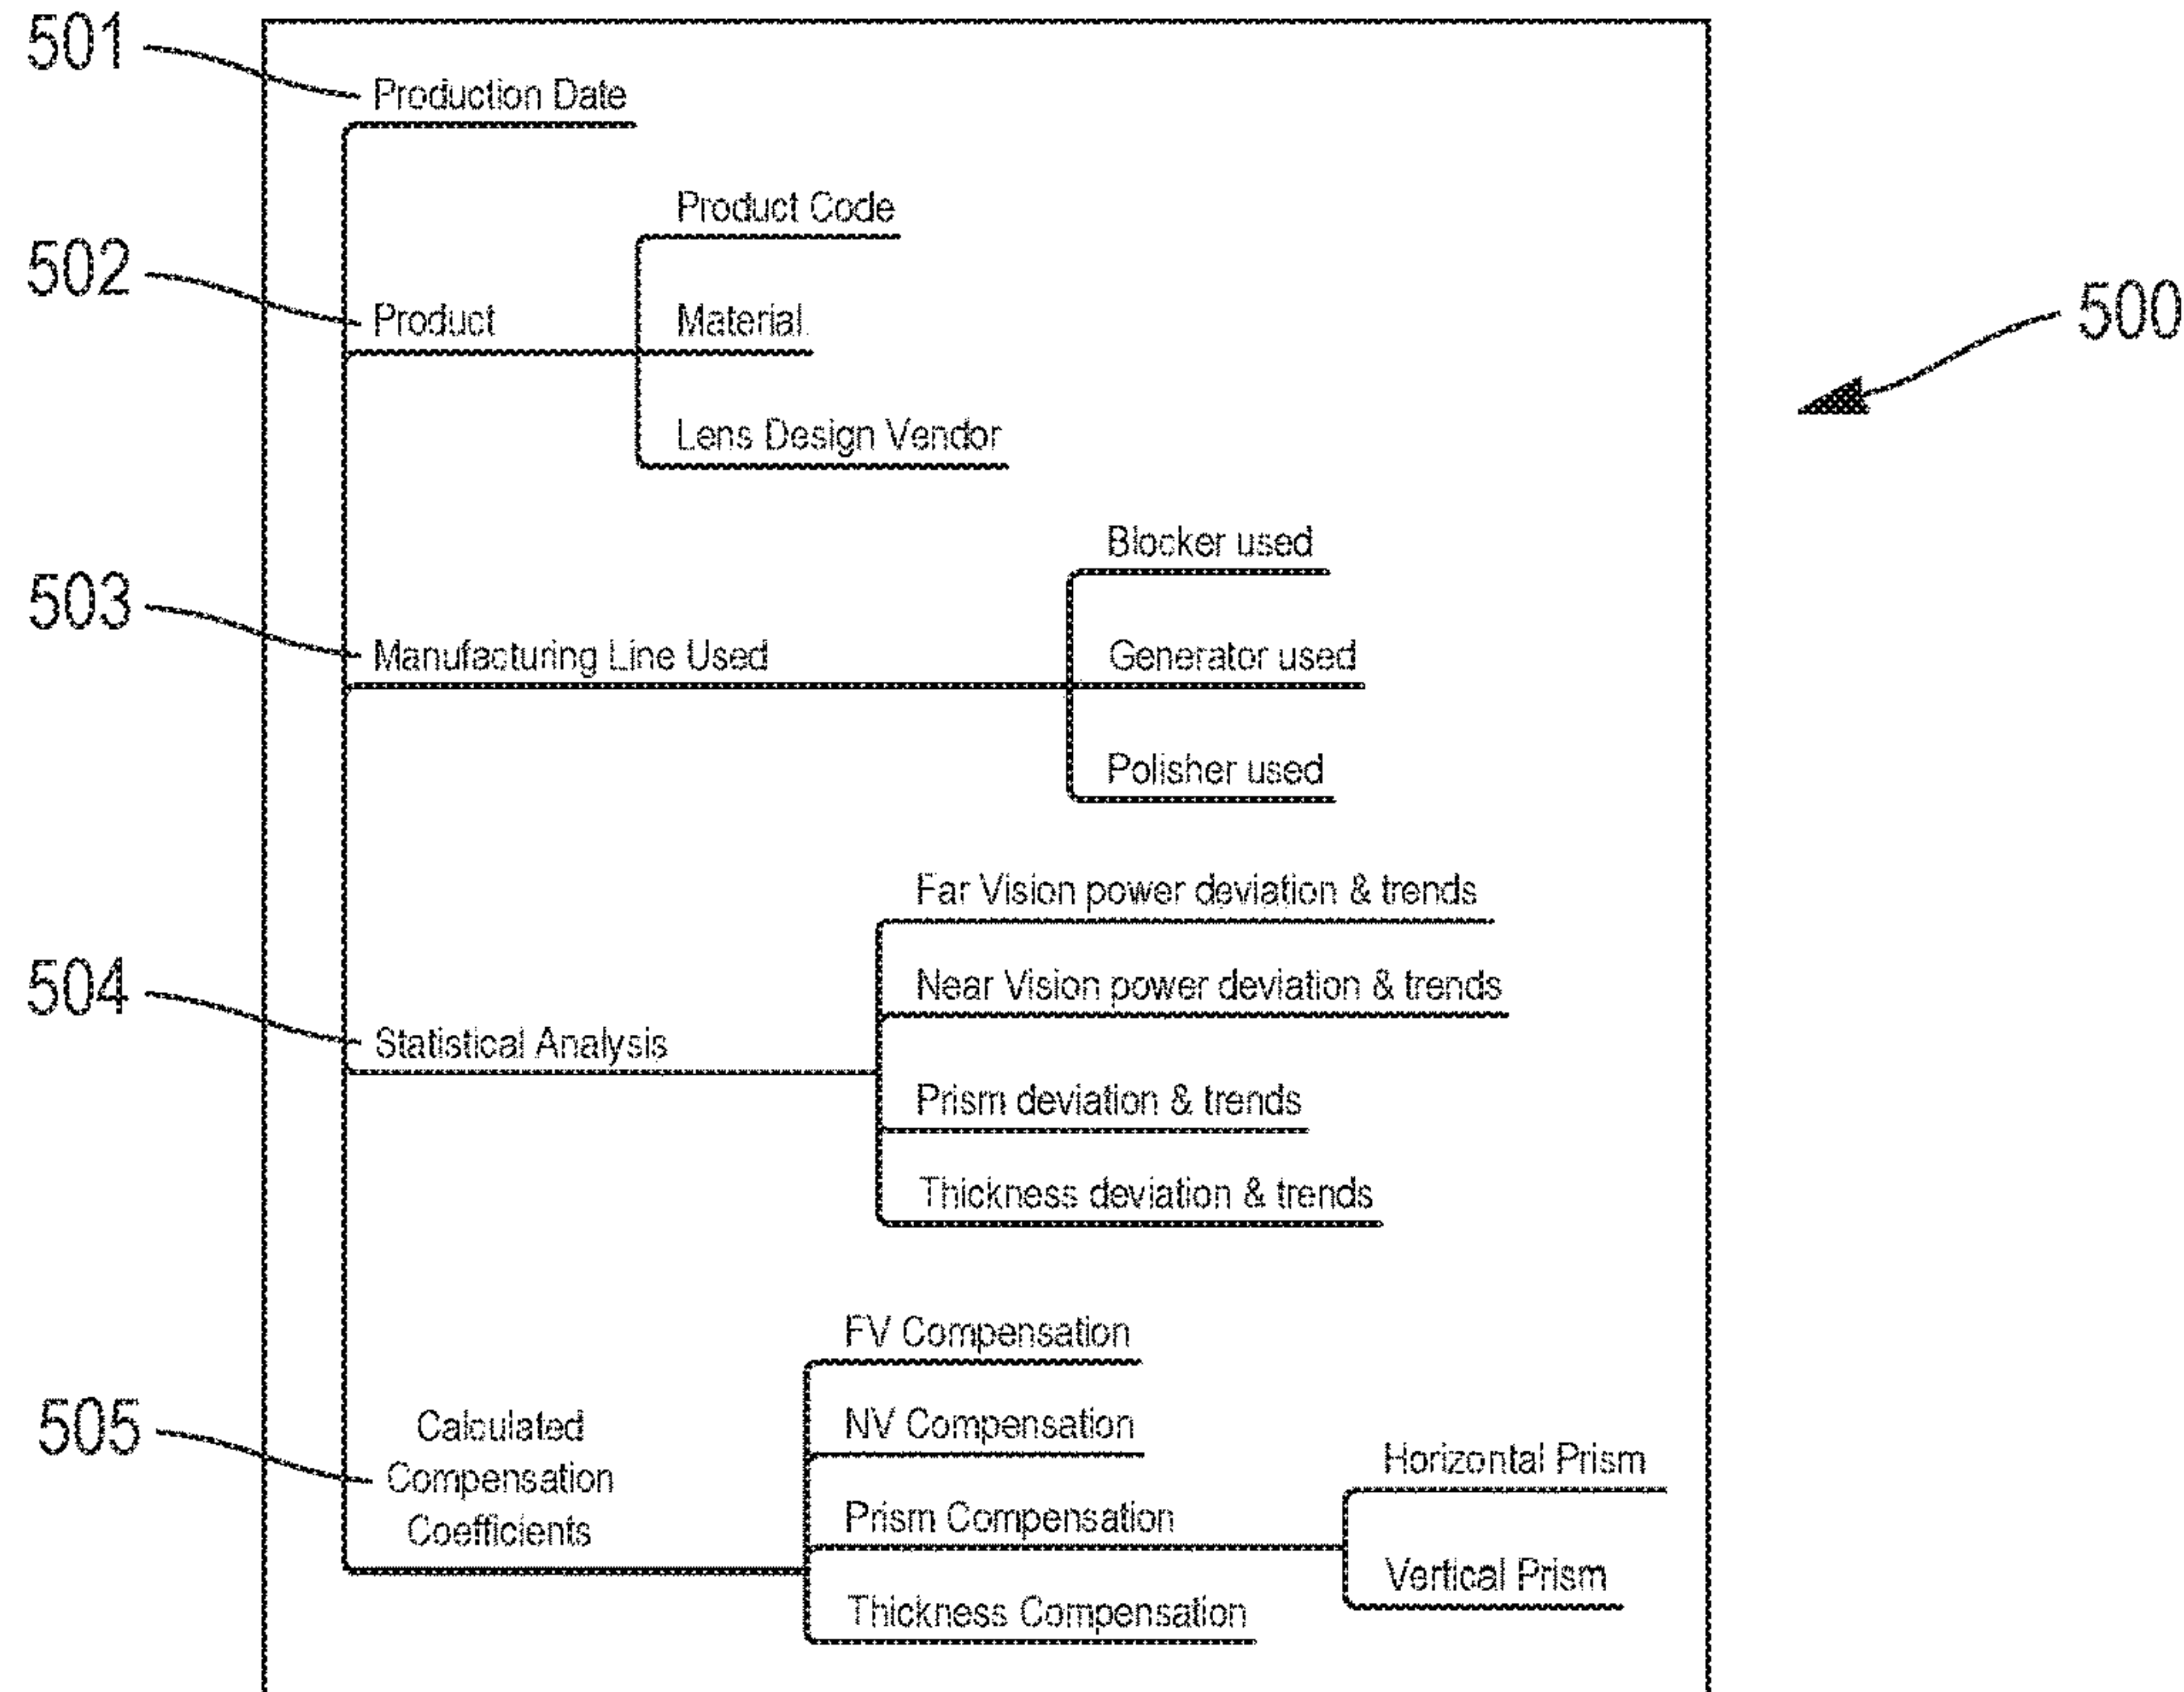 501
Production Date
Product Code
502
Product
Material
500
Lens Design Vendor
Blocker used
503
Manufacturing Line Used
Generator used
Polisher used
Far Vision power deviation & trends
504
Near Vision power deviation & trends
Statistical Analysis
Prism deviation & trends
Thickness deviation & trends
FV Compensation
505
Calculated
Compensation
Coefficients
NV Compensation
Horizontal Prism
Prism Compensation
Vertical Prism
Thickness Compensation